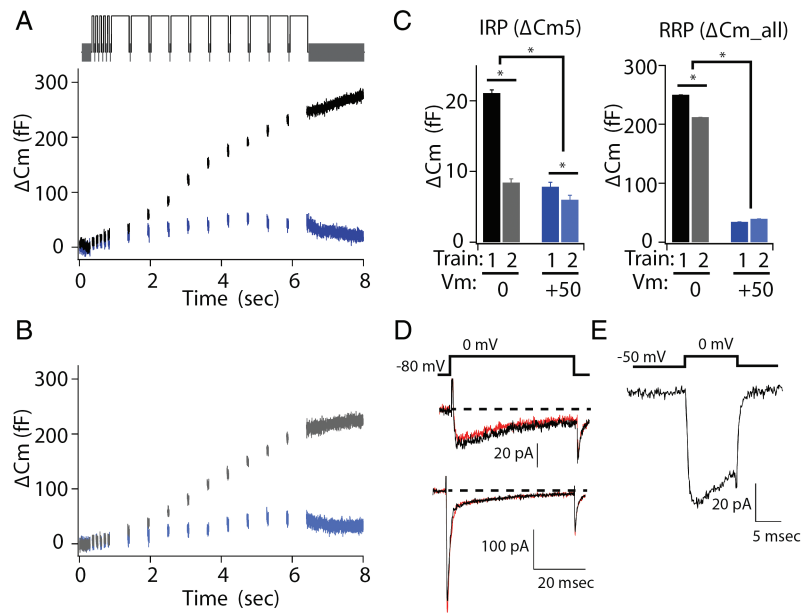 A
300
200
100
0
ΔCm (fF)
0 2 4 6 8
Time (sec)
B
300
200
100
0
ΔCm (fF)
0 2 4 6 8
Time (sec)
C
IRP (ΔCm5)
*
*
*
20
10
0
ΔCm (fF)
Train: 1 2 1 2
Vm: 0 +50
RRP (ΔCm_all)
*
*
300
200
100
0
ΔCm (fF)
Train: 1 2 1 2
Vm: 0 +50
D
0 mV
-80 mV
20 pA
100 pA
20 msec
E
0 mV
-50 mV
20 pA
5 msec